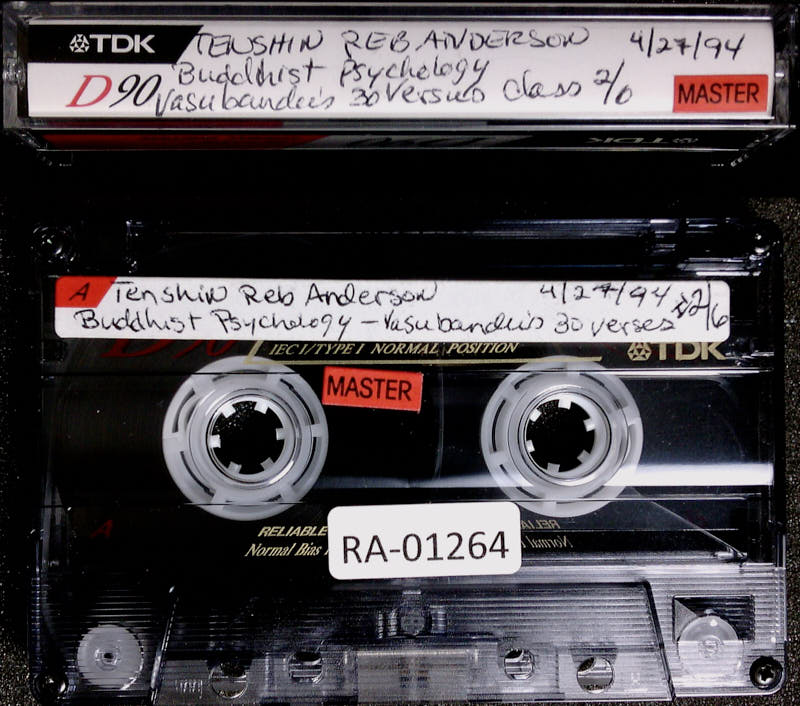 TDK TENSHIN REB ANDERSON 4/27/94
Buddhist Psychology
D90 Vasubandu's 30 Verses class 2/6 MASTER
TDK
A Tenshin Reb Anderson 4/27/94 2/6
Buddhist Psychology - Vasubandu's 30 verses
IEC I/TYPE I NORMAL POSITION TDK
MASTER
A RELIABLE
Normal Bias
RA-01264